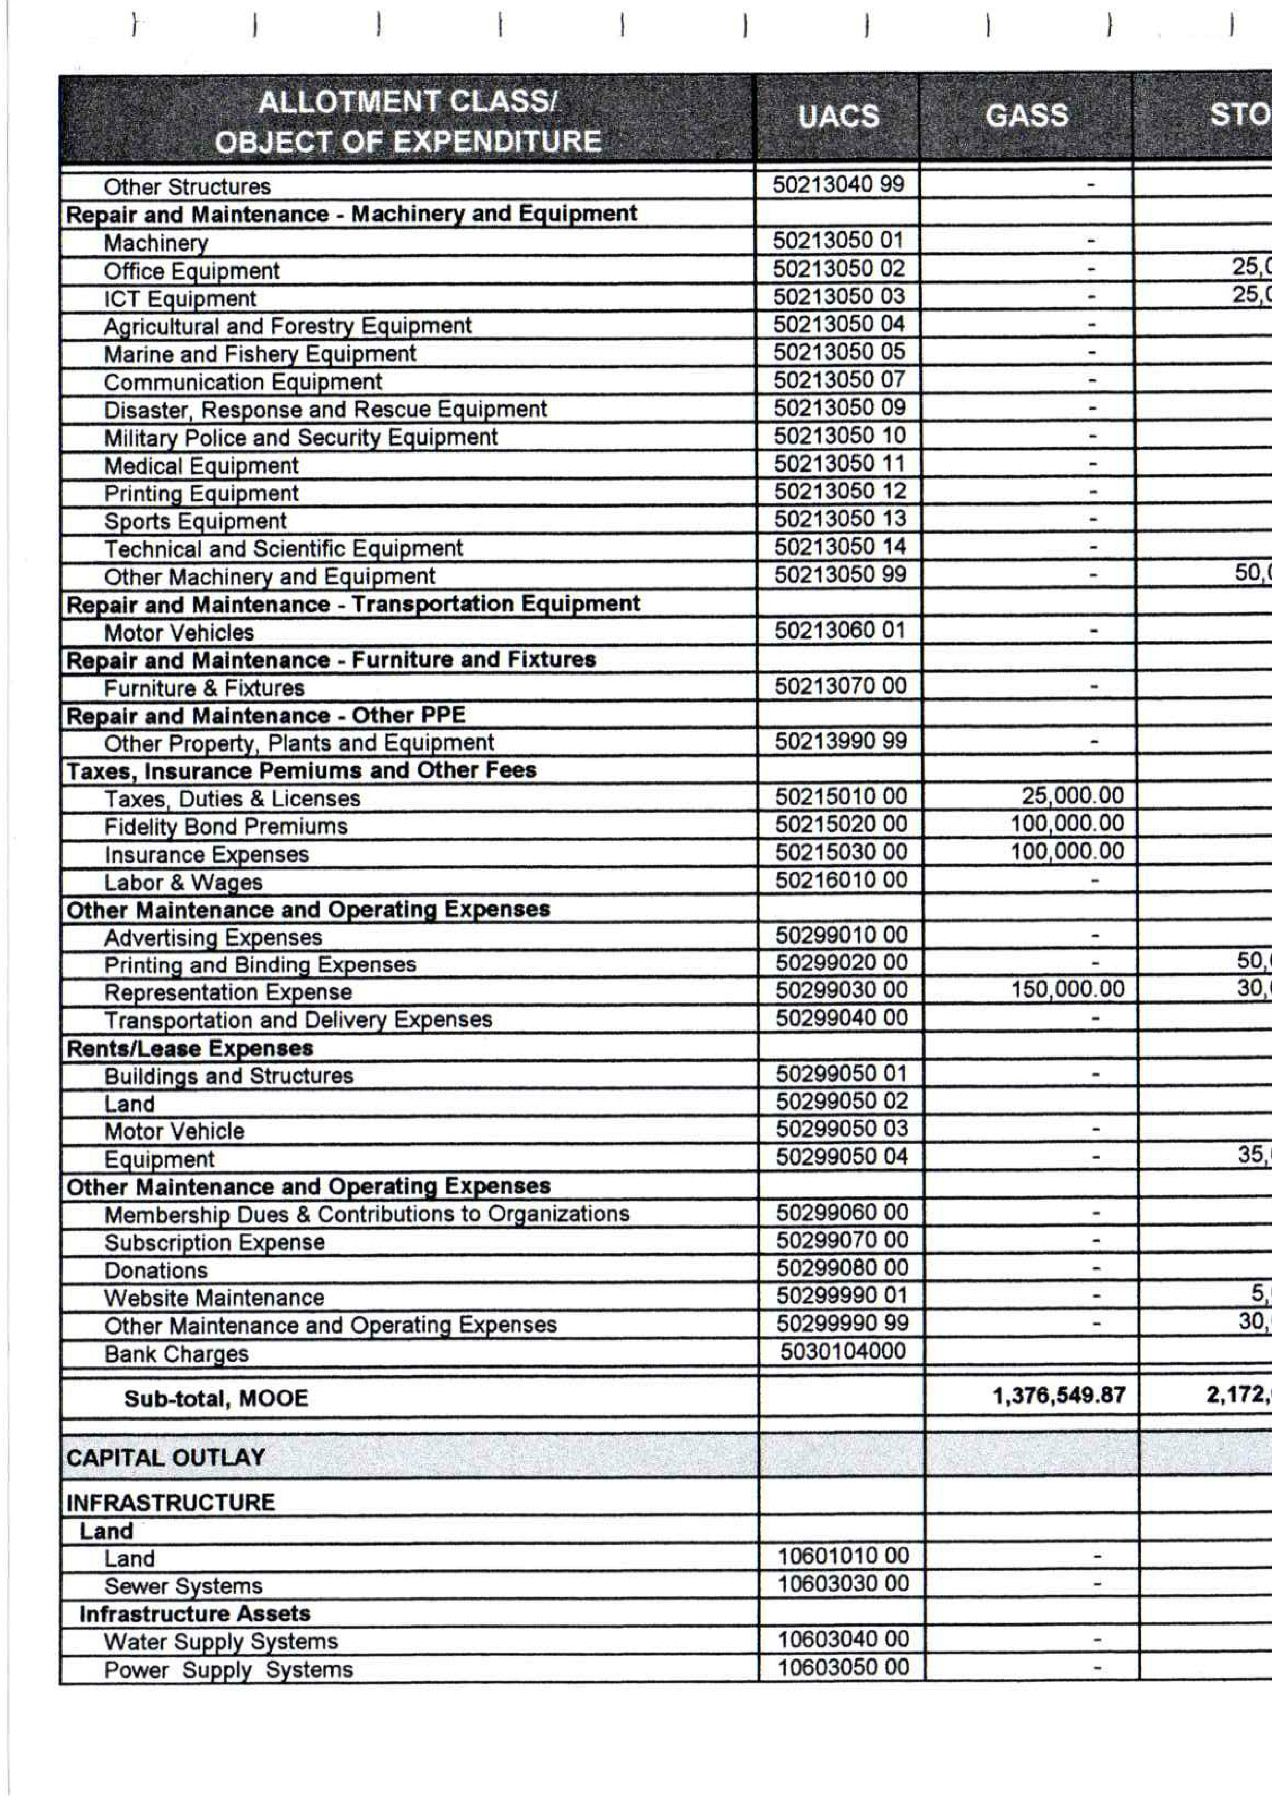 ALLOTMENT CLASS/
OBJECT OF EXPENDITURE UACS GASS STO
Other Structures 50213040 99 -
Repair and Maintenance - Machinery and Equipment
Machinery 50213050 01 -
Office Equipment 50213050 02 - 25,0
ICT Equipment 50213050 03 - 25,0
Agricultural and Forestry Equipment 50213050 04 -
Marine and Fishery Equipment 50213050 05 -
Communication Equipment 50213050 07 -
Disaster, Response and Rescue Equipment 50213050 09 -
Military Police and Security Equipment 50213050 10 -
Medical Equipment 50213050 11 -
Printing Equipment 50213050 12 -
Sports Equipment 50213050 13 -
Technical and Scientific Equipment 50213050 14 -
Other Machinery and Equipment 50213050 99 - 50,0
Repair and Maintenance - Transportation Equipment
Motor Vehicles 50213060 01 -
Repair and Maintenance - Furniture and Fixtures
Furniture & Fixtures 50213070 00 -
Repair and Maintenance - Other PPE
Other Property, Plants and Equipment 50213990 99 -
Taxes, Insurance Pemiums and Other Fees
Taxes, Duties & Licenses 50215010 00 25,000.00
Fidelity Bond Premiums 50215020 00 100,000.00
Insurance Expenses 50215030 00 100,000.00
Labor & Wages 50216010 00 -
Other Maintenance and Operating Expenses
Advertising Expenses 50299010 00 -
Printing and Binding Expenses 50299020 00 - 50,
Representation Expense 50299030 00 150,000.00 30,
Transportation and Delivery Expenses 50299040 00 -
Rents/Lease Expenses
Buildings and Structures 50299050 01 -
Land 50299050 02
Motor Vehicle 50299050 03 -
Equipment 50299050 04 - 35,
Other Maintenance and Operating Expenses
Membership Dues & Contributions to Organizations 50299060 00 -
Subscription Expense 50299070 00 -
Donations 50299080 00 -
Website Maintenance 50299990 01 - 5,
Other Maintenance and Operating Expenses 50299990 99 - 30,
Bank Charges 5030104000
Sub-total, MOOE 1,376,549.87 2,172,
CAPITAL OUTLAY
INFRASTRUCTURE
Land
Land 10601010 00 -
Sewer Systems 10603030 00 -
Infrastructure Assets
Water Supply Systems 10603040 00 -
Power Supply Systems 10603050 00 -